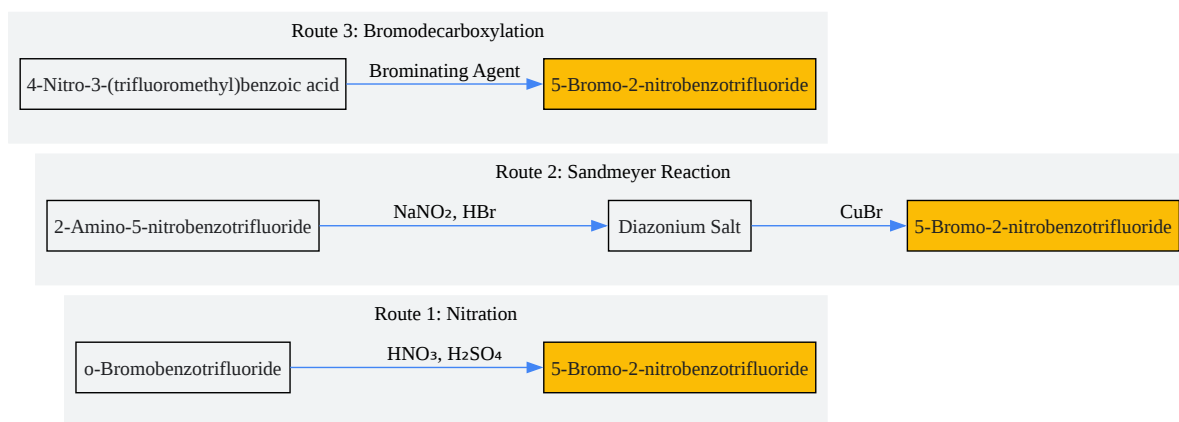 Route 3: Bromodecarboxylation
4-Nitro-3-(trifluoromethyl)benzoic acid
Brominating Agent
5-Bromo-2-nitrobenzotrifluoride
Route 2: Sandmeyer Reaction
2-Amino-5-nitrobenzotrifluoride
NaNO₂, HBr
Diazonium Salt
CuBr
5-Bromo-2-nitrobenzotrifluoride
Route 1: Nitration
o-Bromobenzotrifluoride
HNO₃, H₂SO₄
5-Bromo-2-nitrobenzotrifluoride